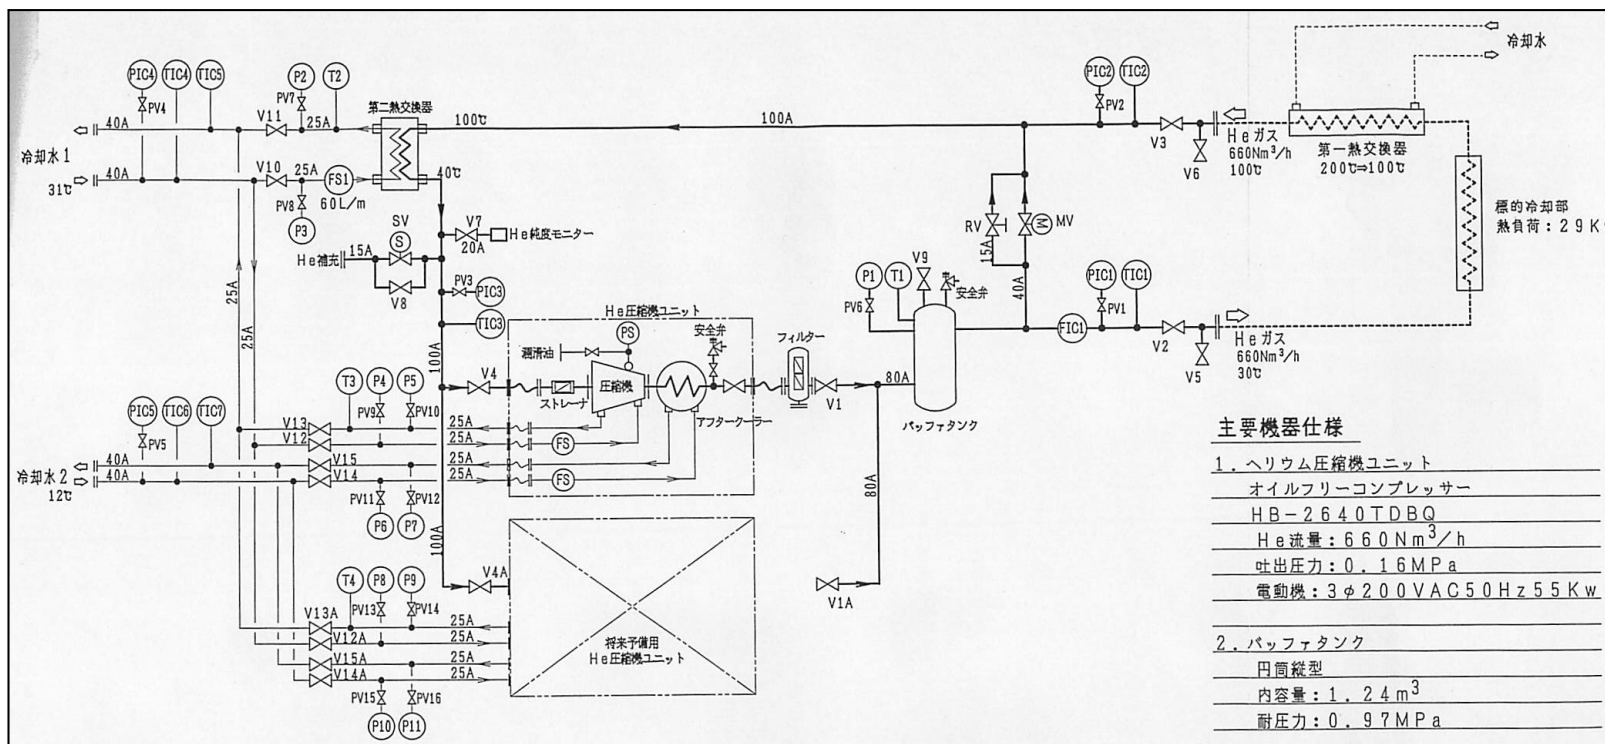 PIC4 TIC4 TIC5 P2 T2
PV4 PV7
40A V11 25A
第二熱交換器
100℃
100A
PIC2 TIC2
PV2
V3
V6
Heガス
660Nm³/h
100℃
冷却水
第一熱交換器
200℃⇒100℃
冷却水1
31℃
40A V10 25A
FS1
60L/m
PV8
P3
40℃
SV
S
15A
He補充
V8
V7
20A
He純度モニター
PV3 PIC3
TIC3
RV
15A
M MV
40A
標的冷却部
熱負荷:29K
25A
25A
100A
He圧縮機ユニット
PS
安全弁
潤滑油
圧縮機
ストレーナ
アフタークーラー
V4
フィルター
V1
80A
P1 T1 V9
PV6
安全弁
バッファタンク
FIC1
PIC1 TIC1
PV1
V2
V5
Heガス
660Nm³/h
30℃
PIC5 TIC6 TIC7
PV5
T3 P4 P5
PV9 PV10
V13 25A
V12 25A
FS
冷却水2
12℃
40A V15 25A
40A V14 25A
FS
PV11 PV12
P6 P7
100A
V4A
80A
V1A
T4 P8 P9
PV13 PV14
V13A 25A
V12A 25A
V15A 25A
V14A 25A
PV15 PV16
P10 P11
将来予備用
He圧縮機ユニット
主要機器仕様
1.ヘリウム圧縮機ユニット
オイルフリーコンプレッサー
HB-2640TDBQ
He流量:660Nm³/h
吐出圧力:0.16MPa
電動機:3φ200VAC50Hz55Kw
2.バッファタンク
円筒縦型
内容量:1.24m³
耐圧力:0.97MPa